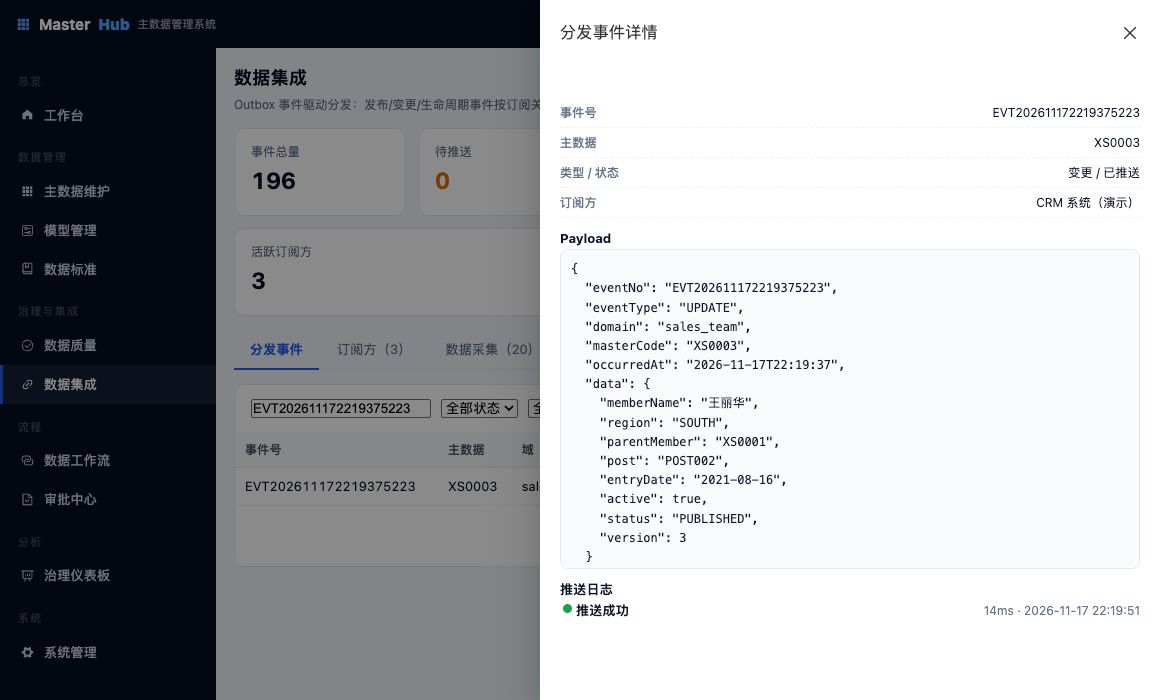 Master Hub 主数据管理系统
总览
工作台
数据管理
主数据维护
模型管理
数据标准
治理与集成
数据质量
数据集成
流程
数据工作流
审批中心
分析
治理仪表板
系统
系统管理
数据集成
Outbox 事件驱动分发：发布/变更/生命周期事件按订阅关
事件总量
196
待推送
0
活跃订阅方
3
分发事件 订阅方（3） 数据采集（20）
EVT202611172219375223 全部状态 全
事件号 主数据 域
EVT202611172219375223 XS0003 sal
分发事件详情
事件号 EVT202611172219375223
主数据 XS0003
类型 / 状态 变更 / 已推送
订阅方 CRM 系统（演示）
Payload
{
"eventNo": "EVT202611172219375223",
"eventType": "UPDATE",
"domain": "sales_team",
"masterCode": "XS0003",
"occurredAt": "2026-11-17T22:19:37",
"data": {
"memberName": "王丽华",
"region": "SOUTH",
"parentMember": "XS0001",
"post": "POST002",
"entryDate": "2021-08-16",
"active": true,
"status": "PUBLISHED",
"version": 3
}
推送日志
推送成功 14ms · 2026-11-17 22:19:51